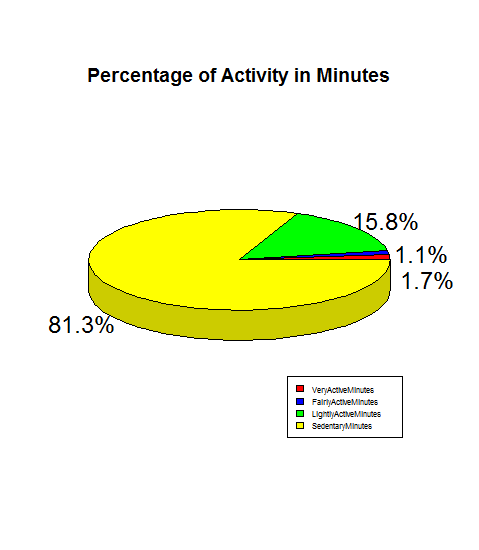 Percentage of Activity in Minutes
15.8%
1.1%
1.7%
81.3%
VeryActiveMinutes
FairlyActiveMinutes
LightlyActiveMinutes
SedentaryMinutes